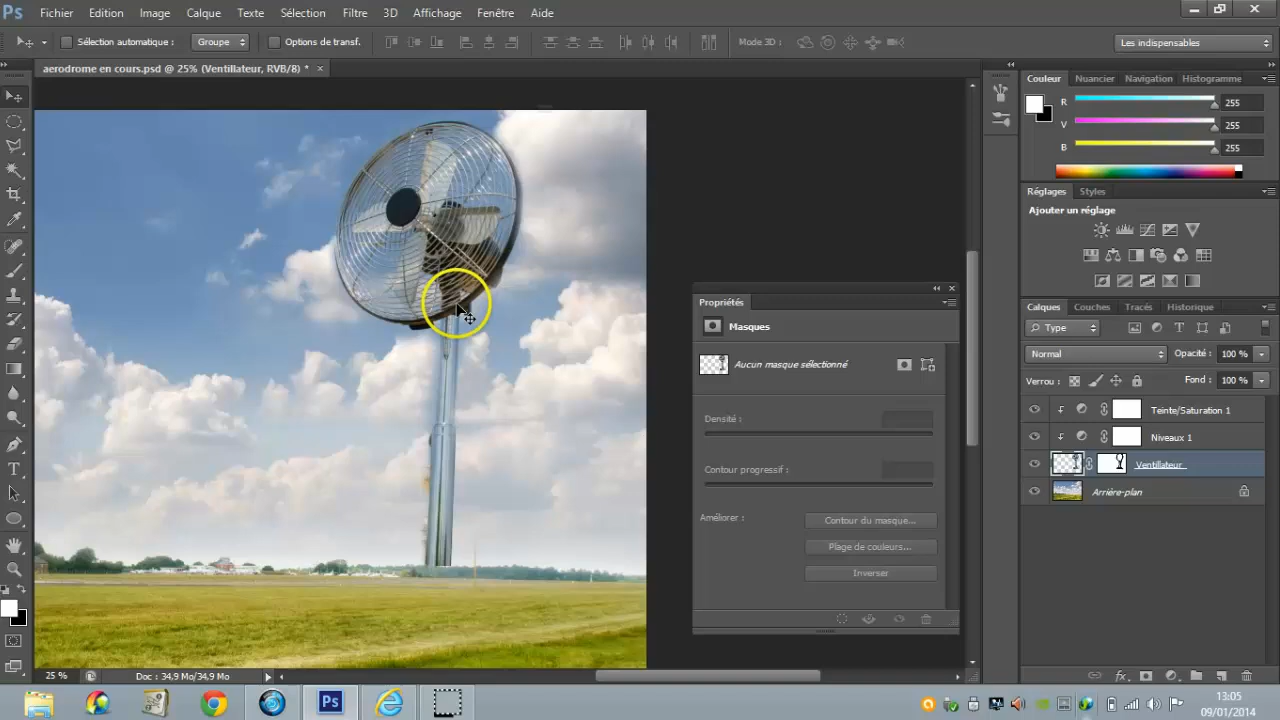 Ps Fichier Edition Image Calque Texte Sélection Filtre 3D Affichage Fenêtre Aide
Sélection automatique : Groupe Options de transf. Mode 3D : Les indispensables
aerodrome en cours.psd @ 25% (Ventillateur, RVB/8) * ×
Couleur Nuancier Navigation Histogramme
R 255
V 255
B 255
Réglages Styles
Ajouter un réglage
Propriétés
Masques
Aucun masque sélectionné
Densité :
Contour progressif :
Améliorer : Contour du masque...
Plage de couleurs...
Inverser
Calques Couches Tracés Historique
Type
Normal Opacité : 100 %
Verrou : Fond : 100 %
Teinte/Saturation 1
Niveaux 1
Ventillateur
Arrière-plan
fx
T
25 % Doc : 34,9 Mo/34,9 Mo
Ps
13:05
09/01/2014